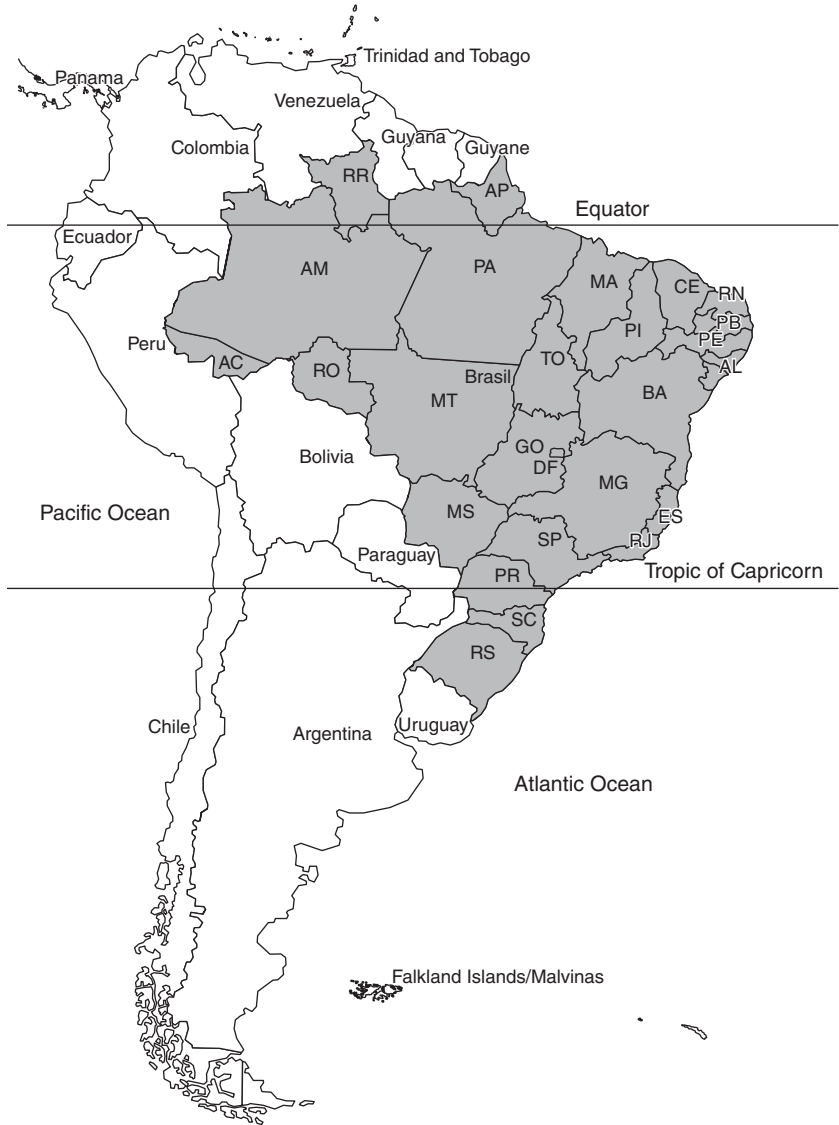 Trinidad and Tobago
Panama
Venezuela
Guyana
Colombia
Guyane
RR
AP
Equator
Ecuador
AM
PA
MA
CE
RN
PB
PI
PE
Peru
AC
RO
TO
AL
Brasil
MT
BA
GO
DF
Bolivia
MG
Pacific Ocean
MS
ES
SP
RJ
Paraguay
PR
Tropic of Capricorn
SC
RS
Chile
Argentina
Uruguay
Atlantic Ocean
Falkland Islands/Malvinas